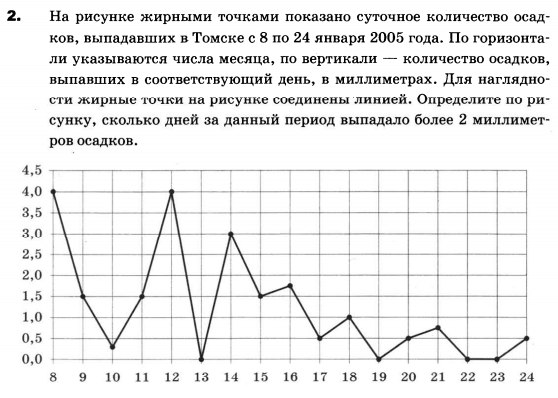 2. На рисунке жирными точками показано суточное количество осад-
ков, выпадавших в Томске с 8 по 24 января 2005 года. По горизонта-
ли указываются числа месяца, по вертикали — количество осадков,
выпавших в соответствующий день, в миллиметрах. Для наглядно-
сти жирные точки на рисунке соединены линией. Определите по ри-
сунку, сколько дней за данный период выпадало более 2 миллимет-
ров осадков.
4,5
4,0
3,5
3,0
2,5
2,0
1,5
1,0
0,5
0,0
8 9 10 11 12 13 14 15 16 17 18 19 20 21 22 23 24